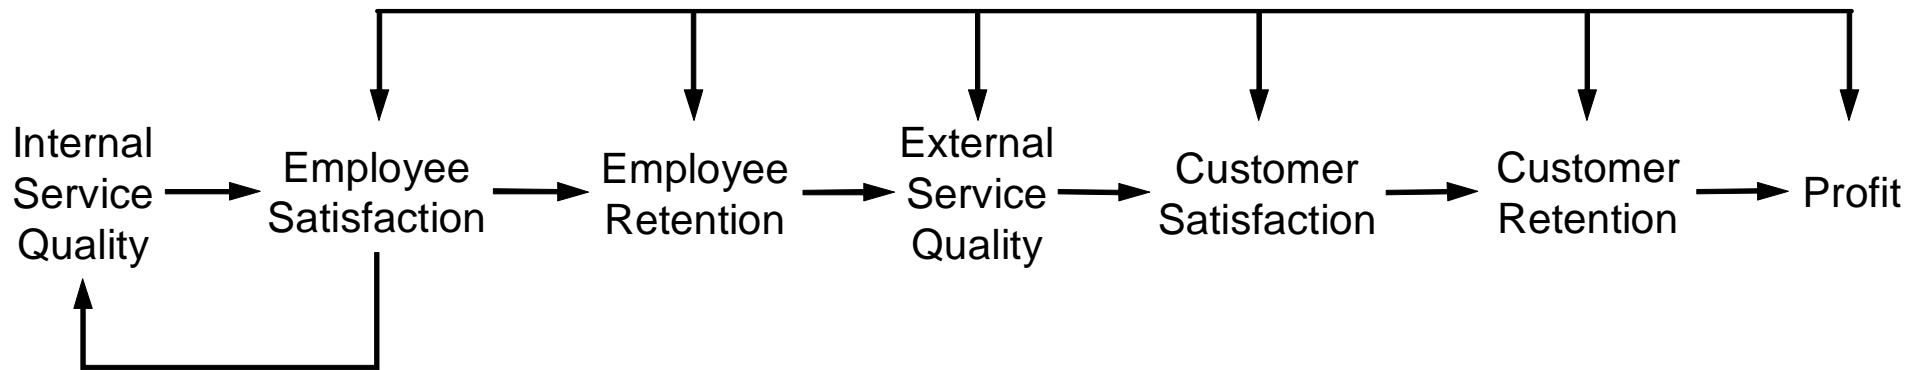 Internal
Service
Quality
Employee
Satisfaction
Employee
Retention
External
Service
Quality
Customer
Satisfaction
Customer
Retention
Profit